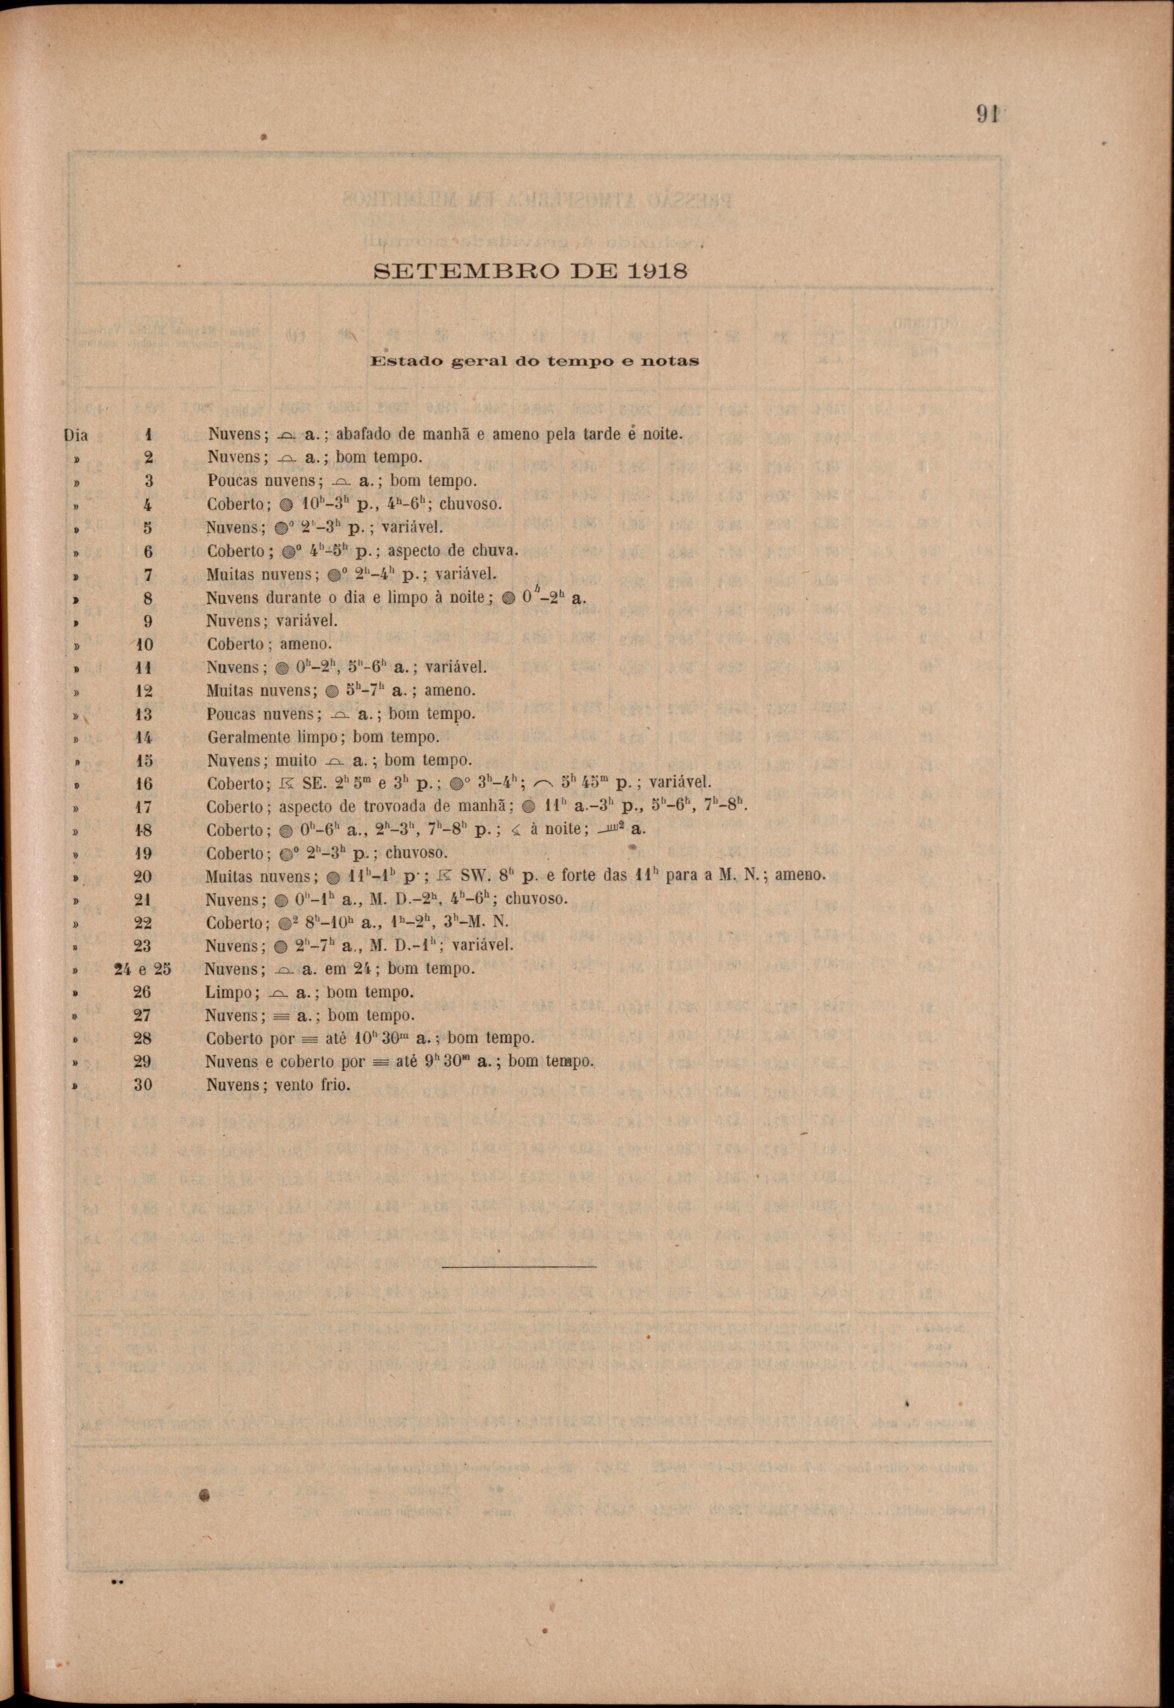 91
SETEMBRO DE 1918
Estado geral do tempo e notas
Dia 1 Nuvens; ⌓ a.; abafado de manhã e ameno pela tarde e noite.
» 2 Nuvens; ⌓ a.; bom tempo.
» 3 Poucas nuvens; ⌓ a.; bom tempo.
» 4 Coberto; ● 10ʰ–3ʰ p., 4ʰ–6ʰ; chuvoso.
» 5 Nuvens; ●⁰ 2ʰ–3ʰ p.; variável.
» 6 Coberto; ●⁰ 4ʰ–5ʰ p.; aspecto de chuva.
» 7 Muitas nuvens; ●⁰ 2ʰ–4ʰ p.; variável.
» 8 Nuvens durante o dia e limpo à noite; ● 0ʰ–2ʰ a.
» 9 Nuvens; variável.
» 10 Coberto; ameno.
» 11 Nuvens; ● 0ʰ–2ʰ, 5ʰ–6ʰ a.; variável.
» 12 Muitas nuvens; ● 5ʰ–7ʰ a.; ameno.
» 13 Poucas nuvens; ⌓ a.; bom tempo.
» 14 Geralmente limpo; bom tempo.
» 15 Nuvens; muito ⌓ a.; bom tempo.
» 16 Coberto; ☈ SE. 2ʰ 5ᵐ e 3ʰ p.; ●⁰ 3ʰ–4ʰ; ⌒ 5ʰ 45ᵐ p.; variável.
» 17 Coberto; aspecto de trovoada de manhã; ● 11ʰ a.–3ʰ p., 5ʰ–6ʰ, 7ʰ–8ʰ.
» 18 Coberto; ● 0ʰ–6ʰ a., 2ʰ–3ʰ, 7ʰ–8ʰ p.; ☇ à noite; ² a.
» 19 Coberto; ●⁰ 2ʰ–3ʰ p.; chuvoso.
» 20 Muitas nuvens; ● 11ʰ–1ʰ p·; ☈ SW. 8ʰ p. e forte das 11ʰ para a M. N.; ameno.
» 21 Nuvens; ● 0ʰ–1ʰ a., M. D.–2ʰ, 4ʰ–6ʰ; chuvoso.
» 22 Coberto; ●² 8ʰ–10ʰ a., 1ʰ–2ʰ, 3ʰ–M. N.
» 23 Nuvens; ● 2ʰ–7ʰ a., M. D.–1ʰ; variável.
» 24 e 25 Nuvens; ⌓ a. em 24; bom tempo.
» 26 Limpo; ⌓ a.; bom tempo.
» 27 Nuvens; ≡ a.; bom tempo.
» 28 Coberto por ≡ até 10ʰ 30ᵐ a.; bom tempo.
» 29 Nuvens e coberto por ≡ até 9ʰ 30ᵐ a.; bom tempo.
» 30 Nuvens; vento frio.